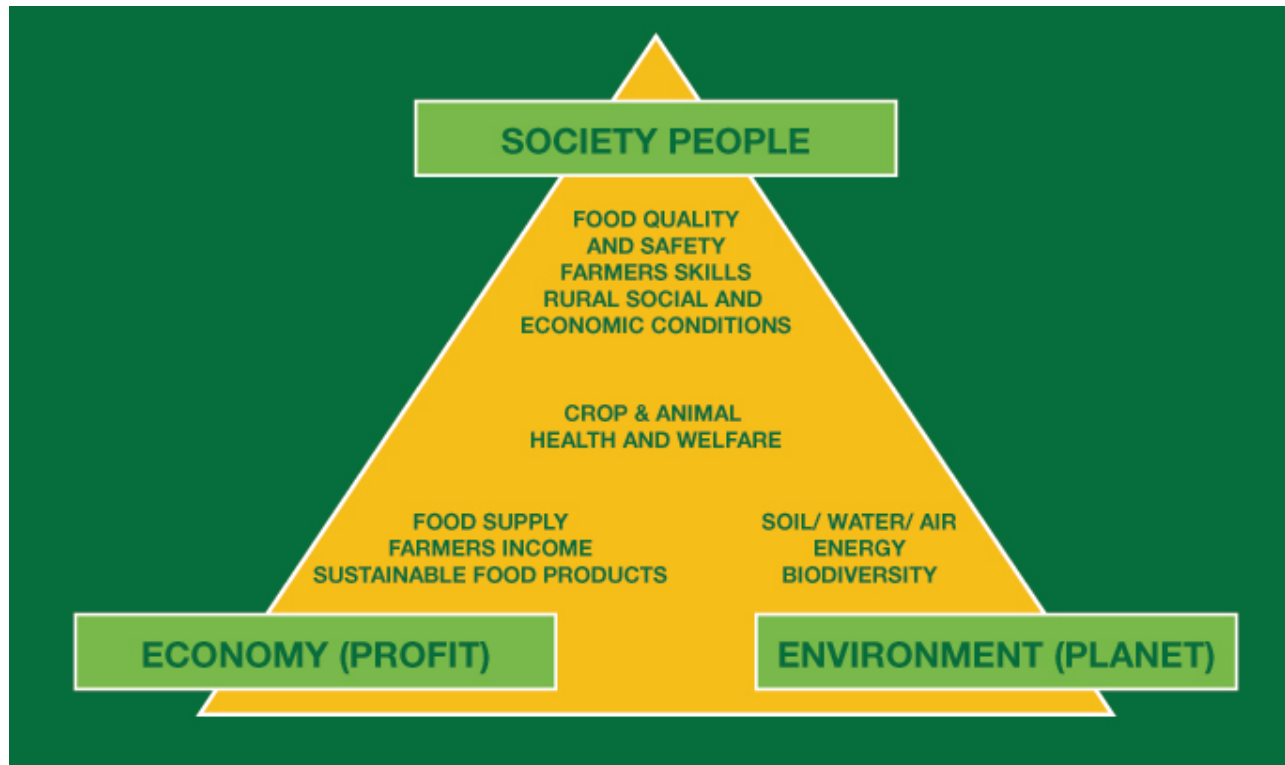 SOCIETY PEOPLE
FOOD QUALITY
AND SAFETY
FARMERS SKILLS
RURAL SOCIAL AND
ECONOMIC CONDITIONS
CROP & ANIMAL
HEALTH AND WELFARE
FOOD SUPPLY
FARMERS INCOME
SUSTAINABLE FOOD PRODUCTS
SOIL/ WATER/ AIR
ENERGY
BIODIVERSITY
ECONOMY (PROFIT)
ENVIRONMENT (PLANET)